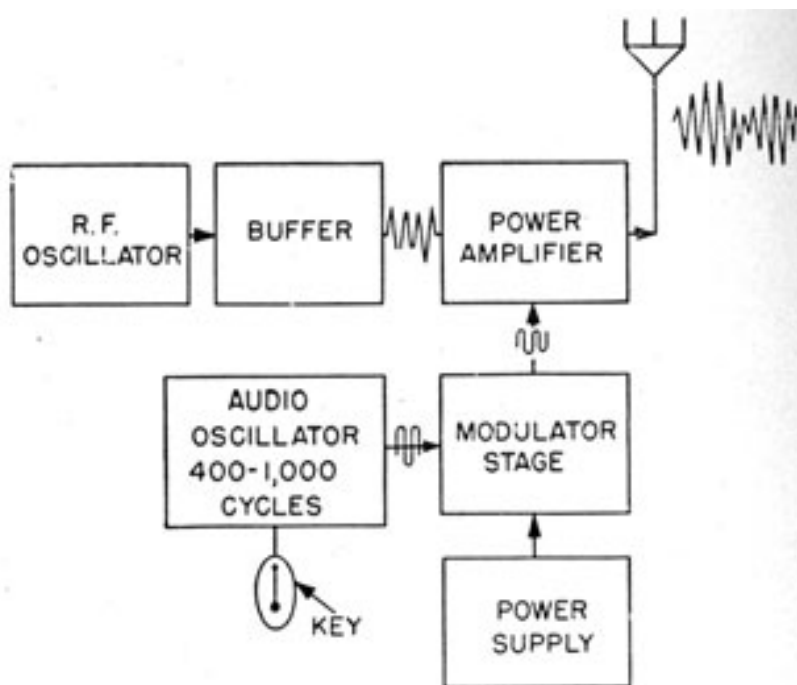 R.F.
OSCILLATOR
BUFFER
POWER
AMPLIFIER
AUDIO
OSCILLATOR
400-1,000
CYCLES
MODULATOR
STAGE
KEY
POWER
SUPPLY